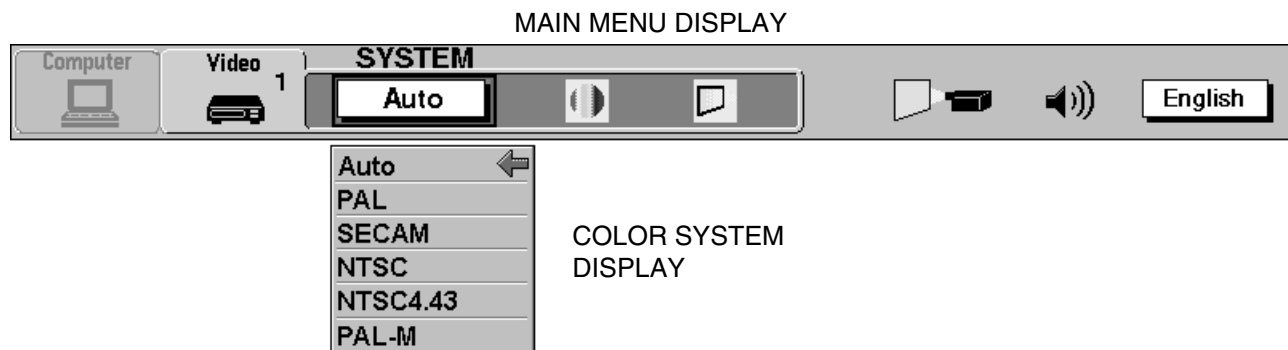 MAIN MENU DISPLAY
Computer
Video
1
SYSTEM
Auto
English
Auto
PAL
SECAM
NTSC
NTSC4.43
PAL-M
COLOR SYSTEM
DISPLAY